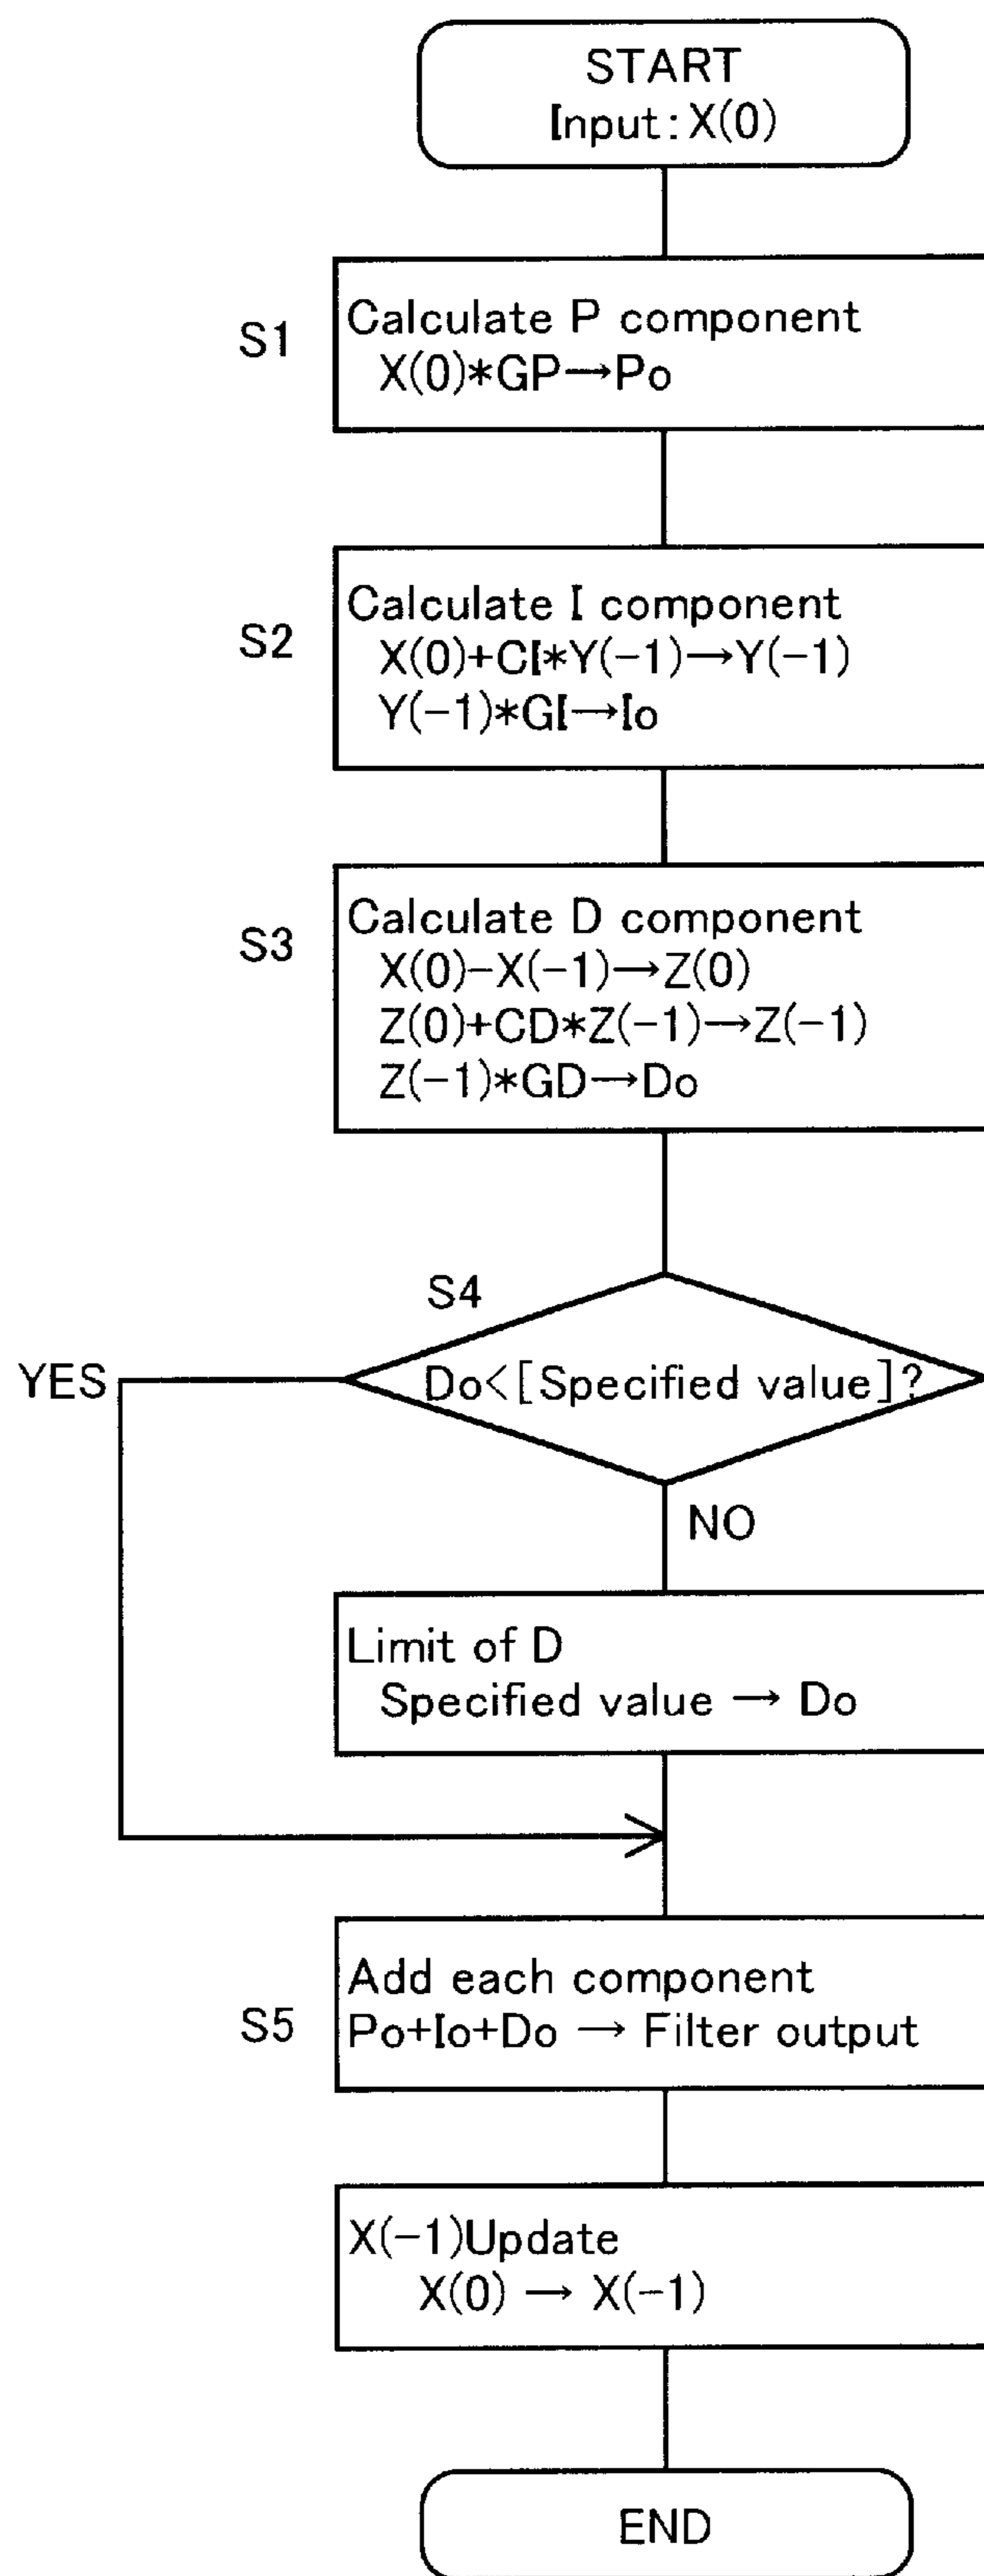 START
Input:X(0)
S1
Calculate P component
X(0)*GP→Po
S2
Calculate I component
X(0)+CI*Y(−1)→Y(−1)
Y(−1)*GI→Io
S3
Calculate D component
X(0)−X(−1)→Z(0)
Z(0)+CD*Z(−1)→Z(−1)
Z(−1)*GD→Do
S4
YES
Do<[Specified value]?
NO
Limit of D
Specified value → Do
S5
Add each component
Po+Io+Do → Filter output
X(−1)Update
X(0) → X(−1)
END